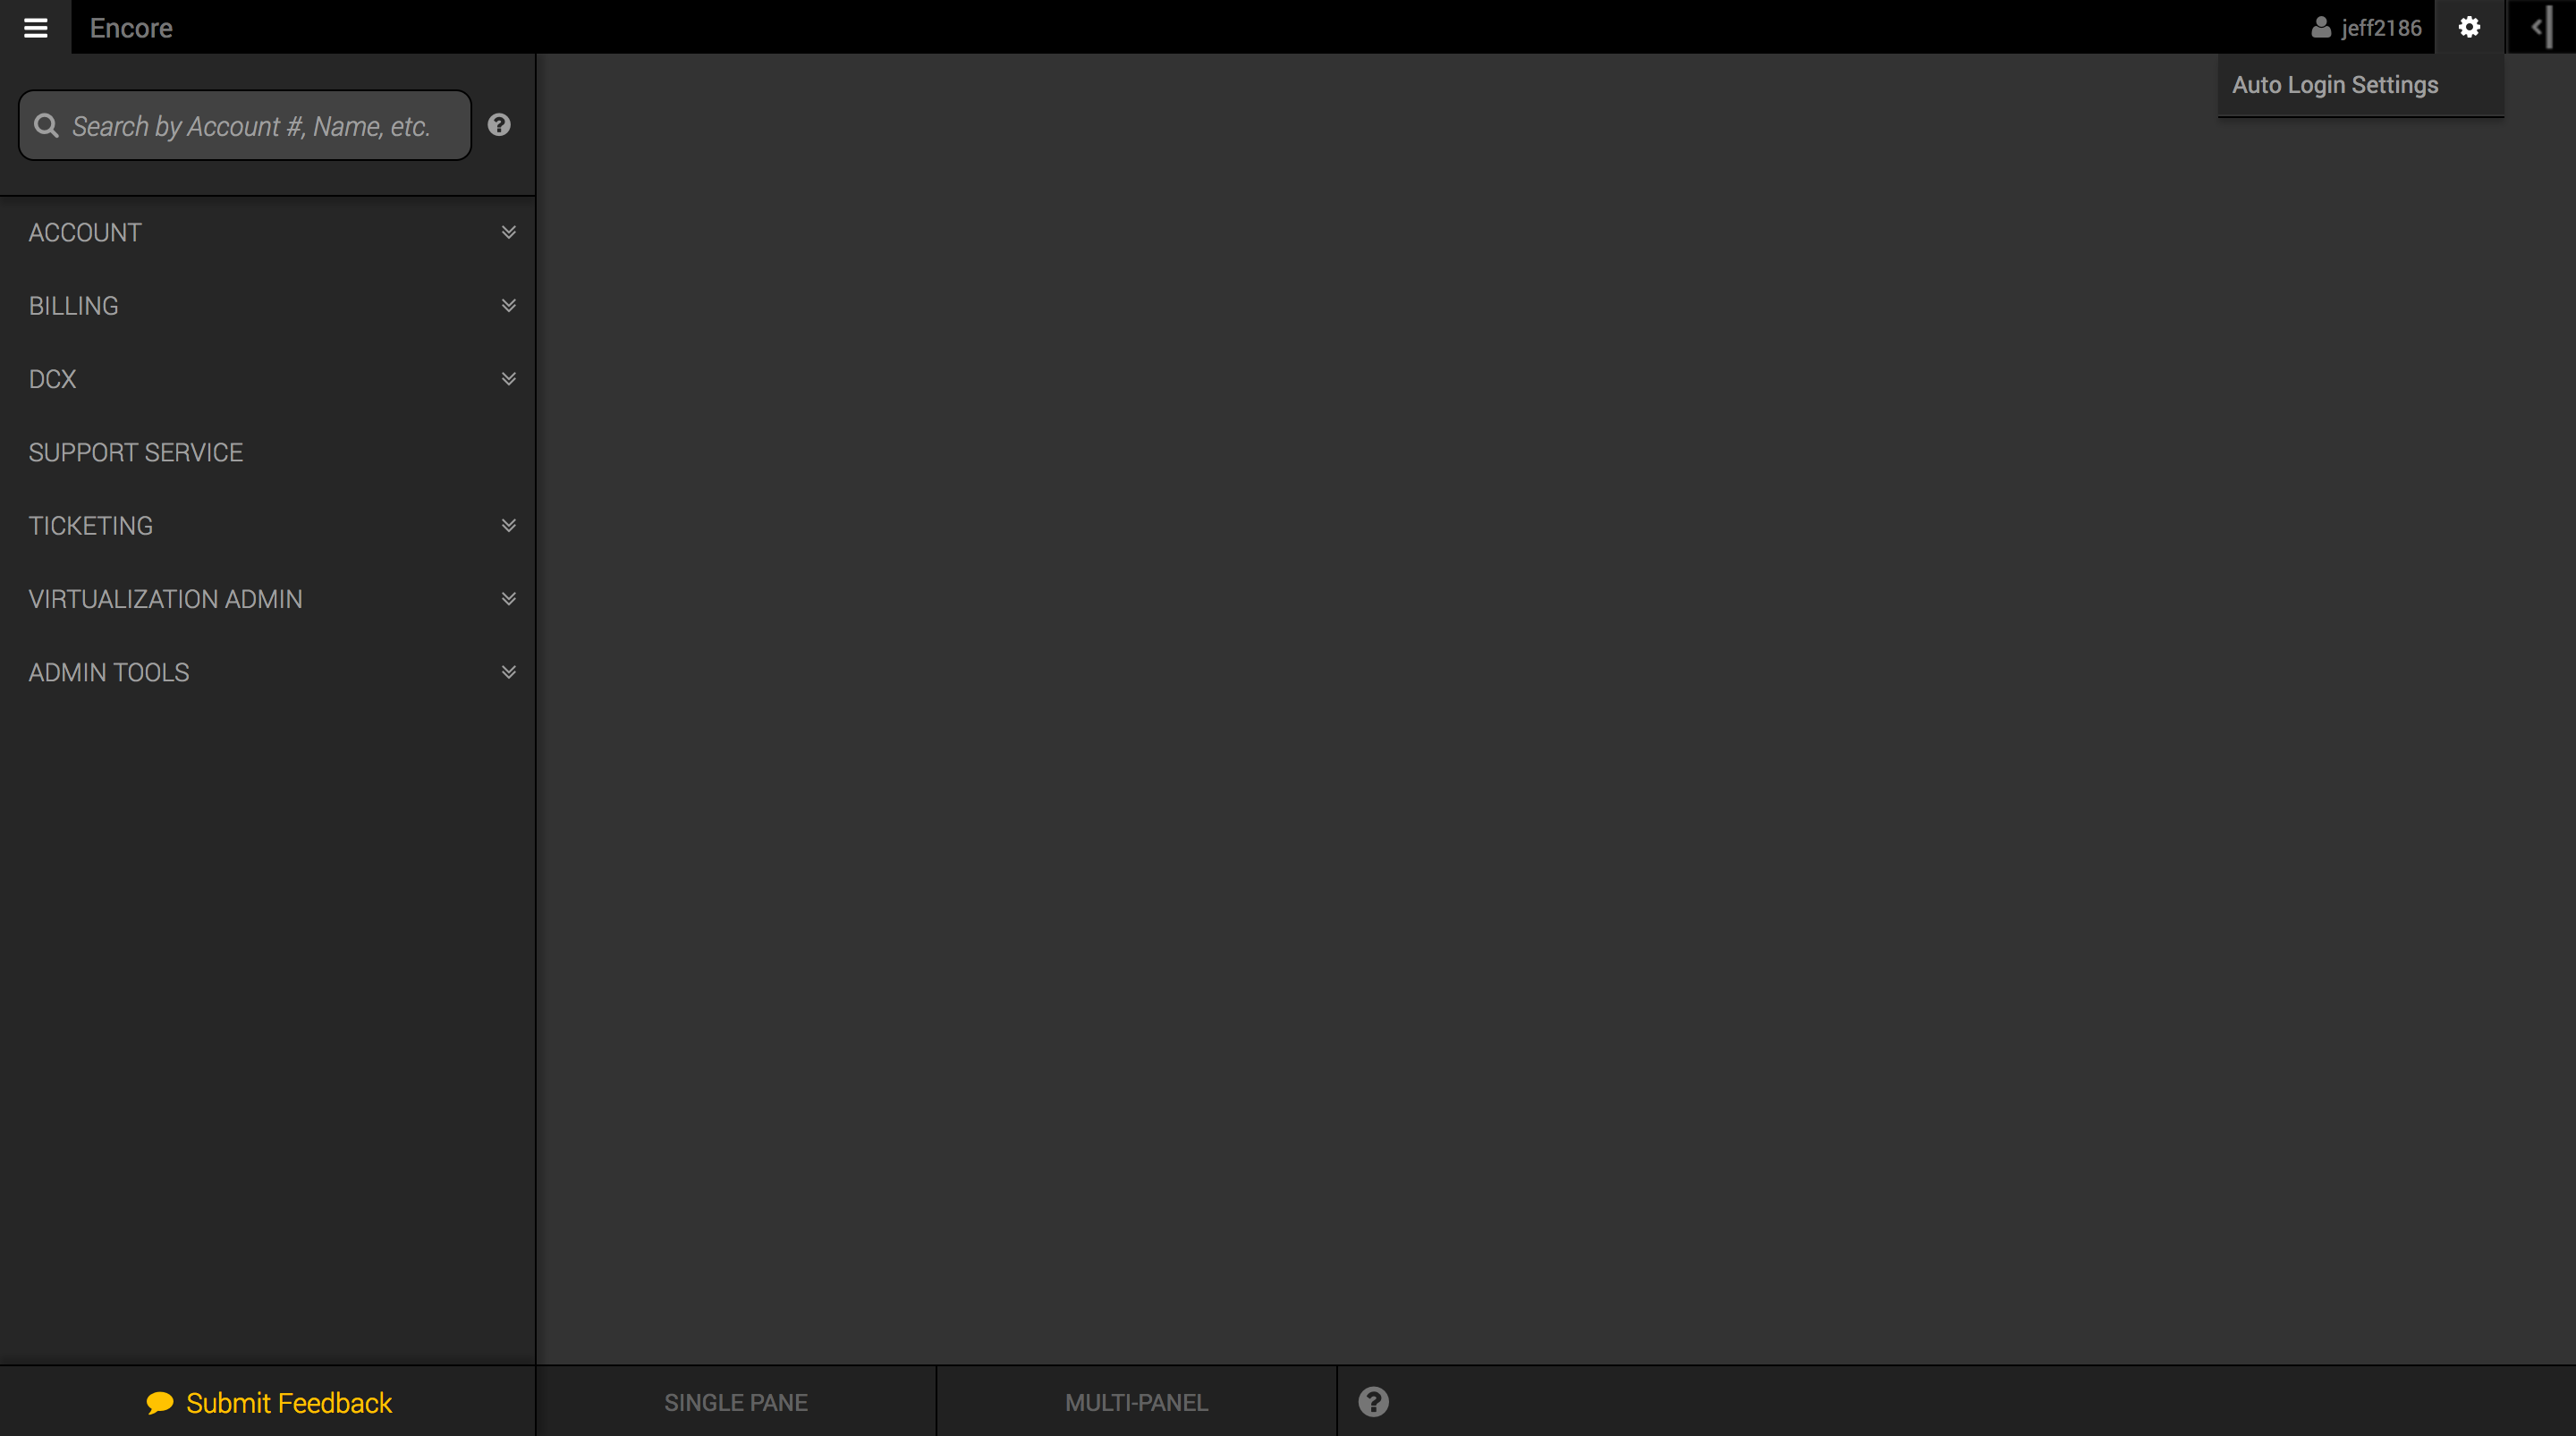 Encore
jeff2186
Auto Login Settings
Search by Account #, Name, etc.
ACCOUNT
BILLING
DCX
SUPPORT SERVICE
TICKETING
VIRTUALIZATION ADMIN
ADMIN TOOLS
Submit Feedback
SINGLE PANE
MULTI-PANEL